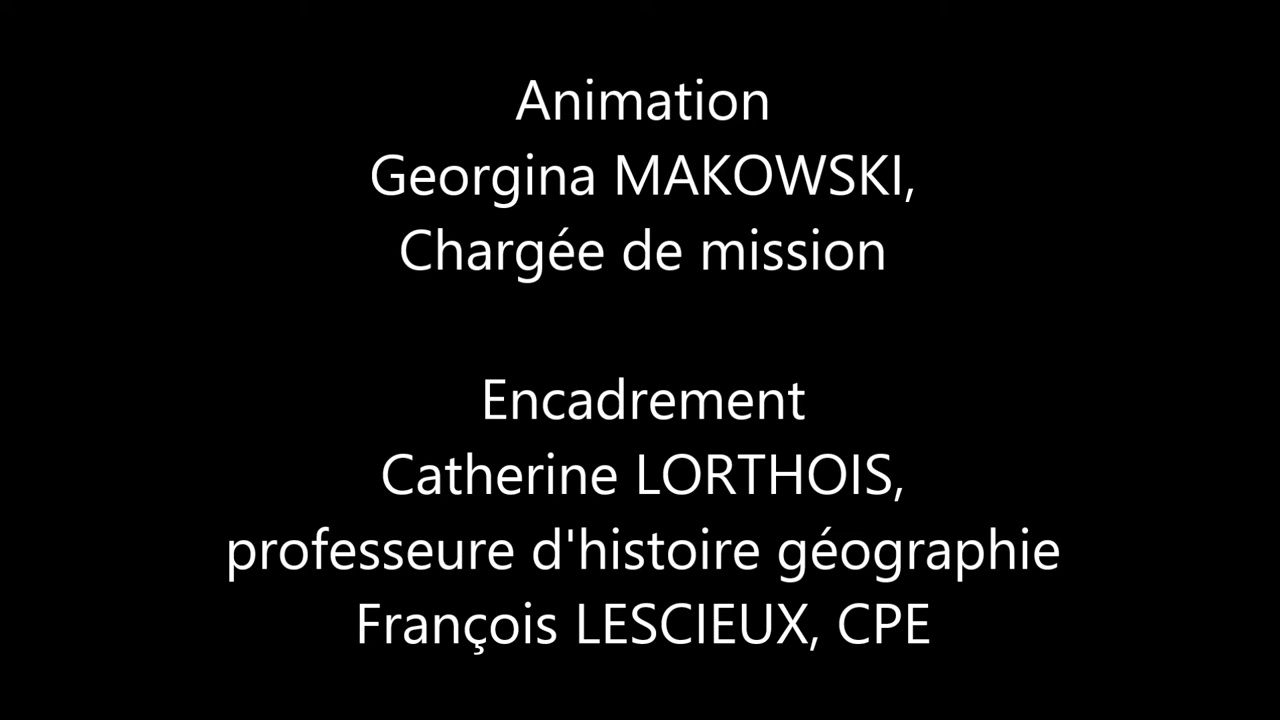 Animation
Georgina MAKOWSKI,
Chargée de mission
Encadrement
Catherine LORTHOIS,
professeure d'histoire géographie
François LESCIEUX, CPE